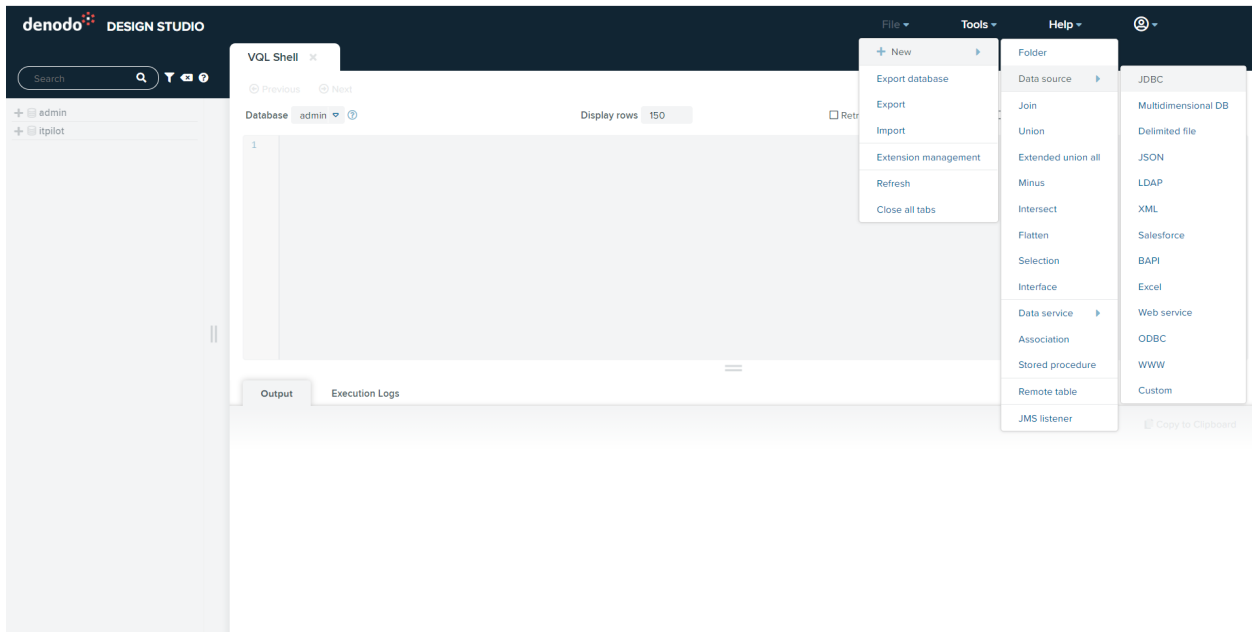 denodo DESIGN STUDIO
File
Tools
Help
Search
admin
itpilot
VQL Shell
Previous Next
Database admin
Display rows 150
Retr
1
Output
Execution Logs
Copy to Clipboard
New
Export database
Export
Import
Extension management
Refresh
Close all tabs
Folder
Data source
Join
Union
Extended union all
Minus
Intersect
Flatten
Selection
Interface
Data service
Association
Stored procedure
Remote table
JMS listener
JDBC
Multidimensional DB
Delimited file
JSON
LDAP
XML
Salesforce
BAPI
Excel
Web service
ODBC
WWW
Custom